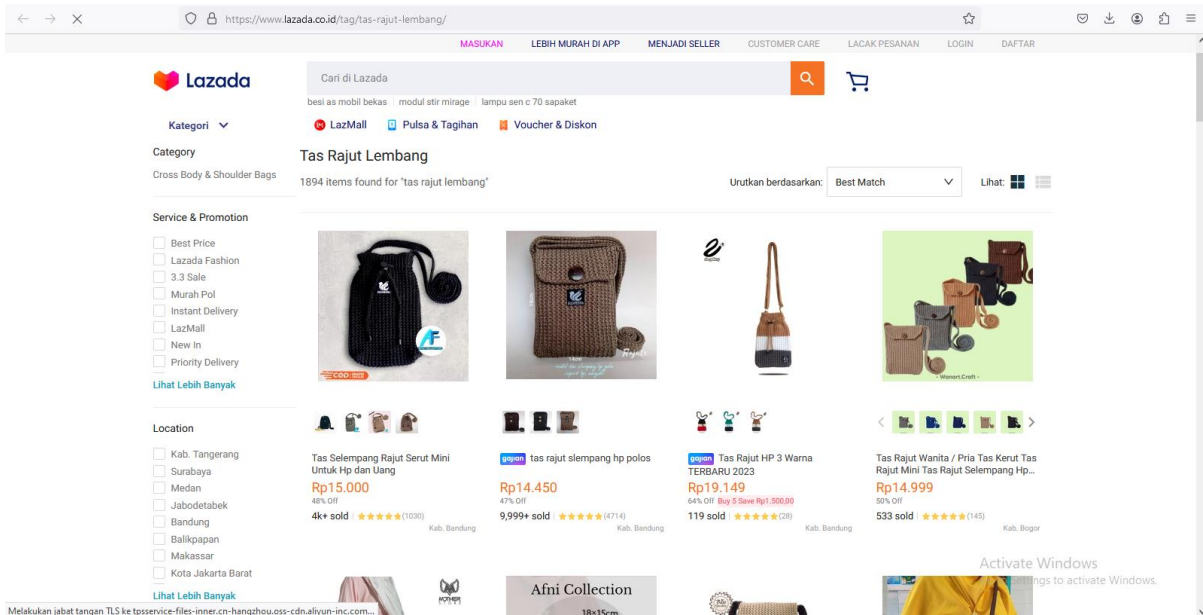 https://www.lazada.co.id/tag/tas-rajut-lembang/
MASUKAN LEBIH MURAH DI APP MENJADI SELLER CUSTOMER CARE LACAK PESANAN LOGIN DAFTAR
Lazada
Cari di Lazada
besi as mobil bekas modul stir mirage lampu sen c 70 sapaket
Kategori
LazMall Pulsa & Tagihan Voucher & Diskon
Category
Cross Body & Shoulder Bags
Tas Rajut Lembang
1894 items found for "tas rajut lembang"
Urutkan berdasarkan: Best Match Lihat:
Service & Promotion
Best Price
Lazada Fashion
3.3 Sale
Murah Pol
Instant Delivery
LazMall
New In
Priority Delivery
Lihat Lebih Banyak
Location
Kab. Tangerang
Surabaya
Medan
Jabodetabek
Bandung
Balikpapan
Makassar
Kota Jakarta Barat
Lihat Lebih Banyak
AF
COD
Tas Selempang Rajut Serut Mini
Untuk Hp dan Uang
Rp15.000
48% Off
4k+ sold (1030)
Kab. Bandung
14cm
gajian tas rajut slempang hp polos
Rp14.450
47% Off
9,999+ sold (4714)
Kab. Bandung
gajian Tas Rajut HP 3 Warna
TERBARU 2023
Rp19.149
64% Off Buy 5 Save Rp1.500,00
119 sold (28)
Kab. Bandung
- Wanart.Craft -
Tas Rajut Wanita / Pria Tas Kerut Tas
Rajut Mini Tas Rajut Selempang Hp...
Rp14.999
50% Off
533 sold (145)
Kab. Bogor
MOTHER
Afni Collection
18x15cm
Activate Windows
ngs to activate Windows.
Melakukan jabat tangan TLS ke tpsservice-files-inner.cn-hangzhou.oss-cdn.aliyun-inc.com...